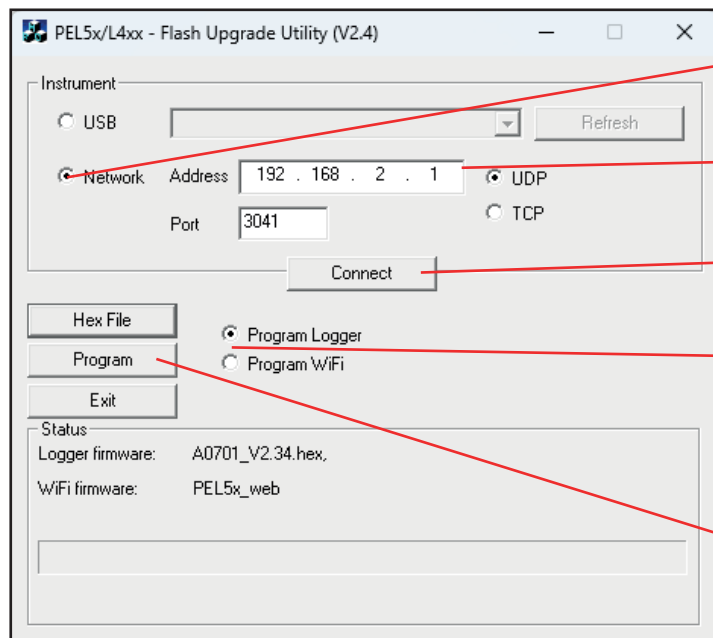 PEL5x/L4xx - Flash Upgrade Utility (V2.4)
Instrument
USB
Refresh
Network Address 192 . 168 . 2 . 1 UDP
Port 3041 TCP
Connect
Hex File
Program Logger
Program
Program WiFi
Exit
Status
Logger firmware: A0701_V2.34.hex,
WiFi firmware: PEL5x_web